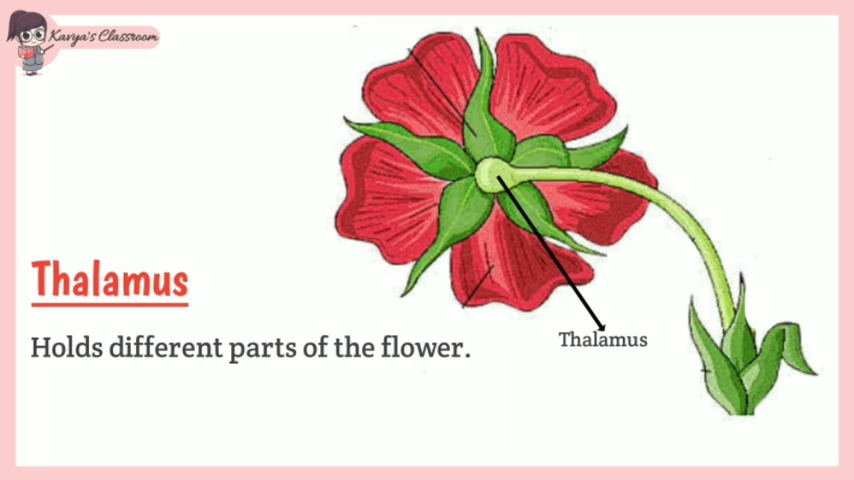 Kavya's Classroom
Thalamus
Holds different parts of the flower.
Thalamus